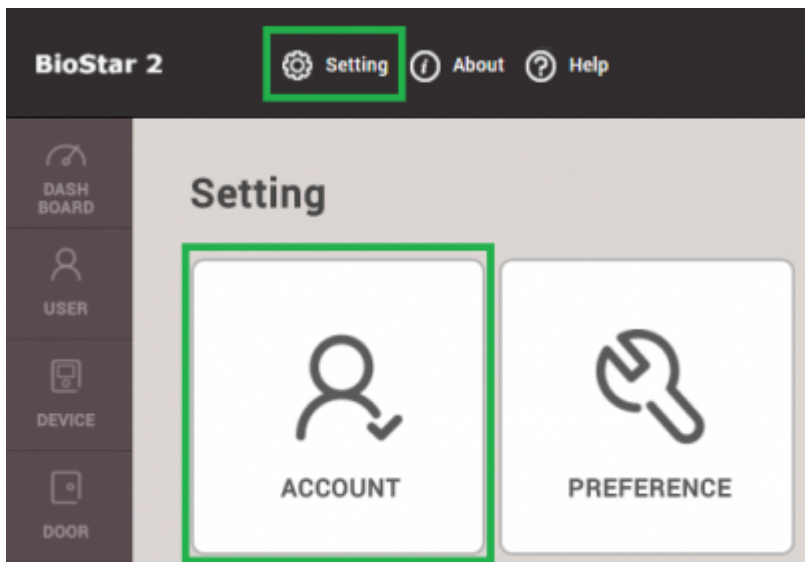 BioStar 2
Setting
About
Help
DASH
BOARD
USER
DEVICE
DOOR
Setting
ACCOUNT
PREFERENCE